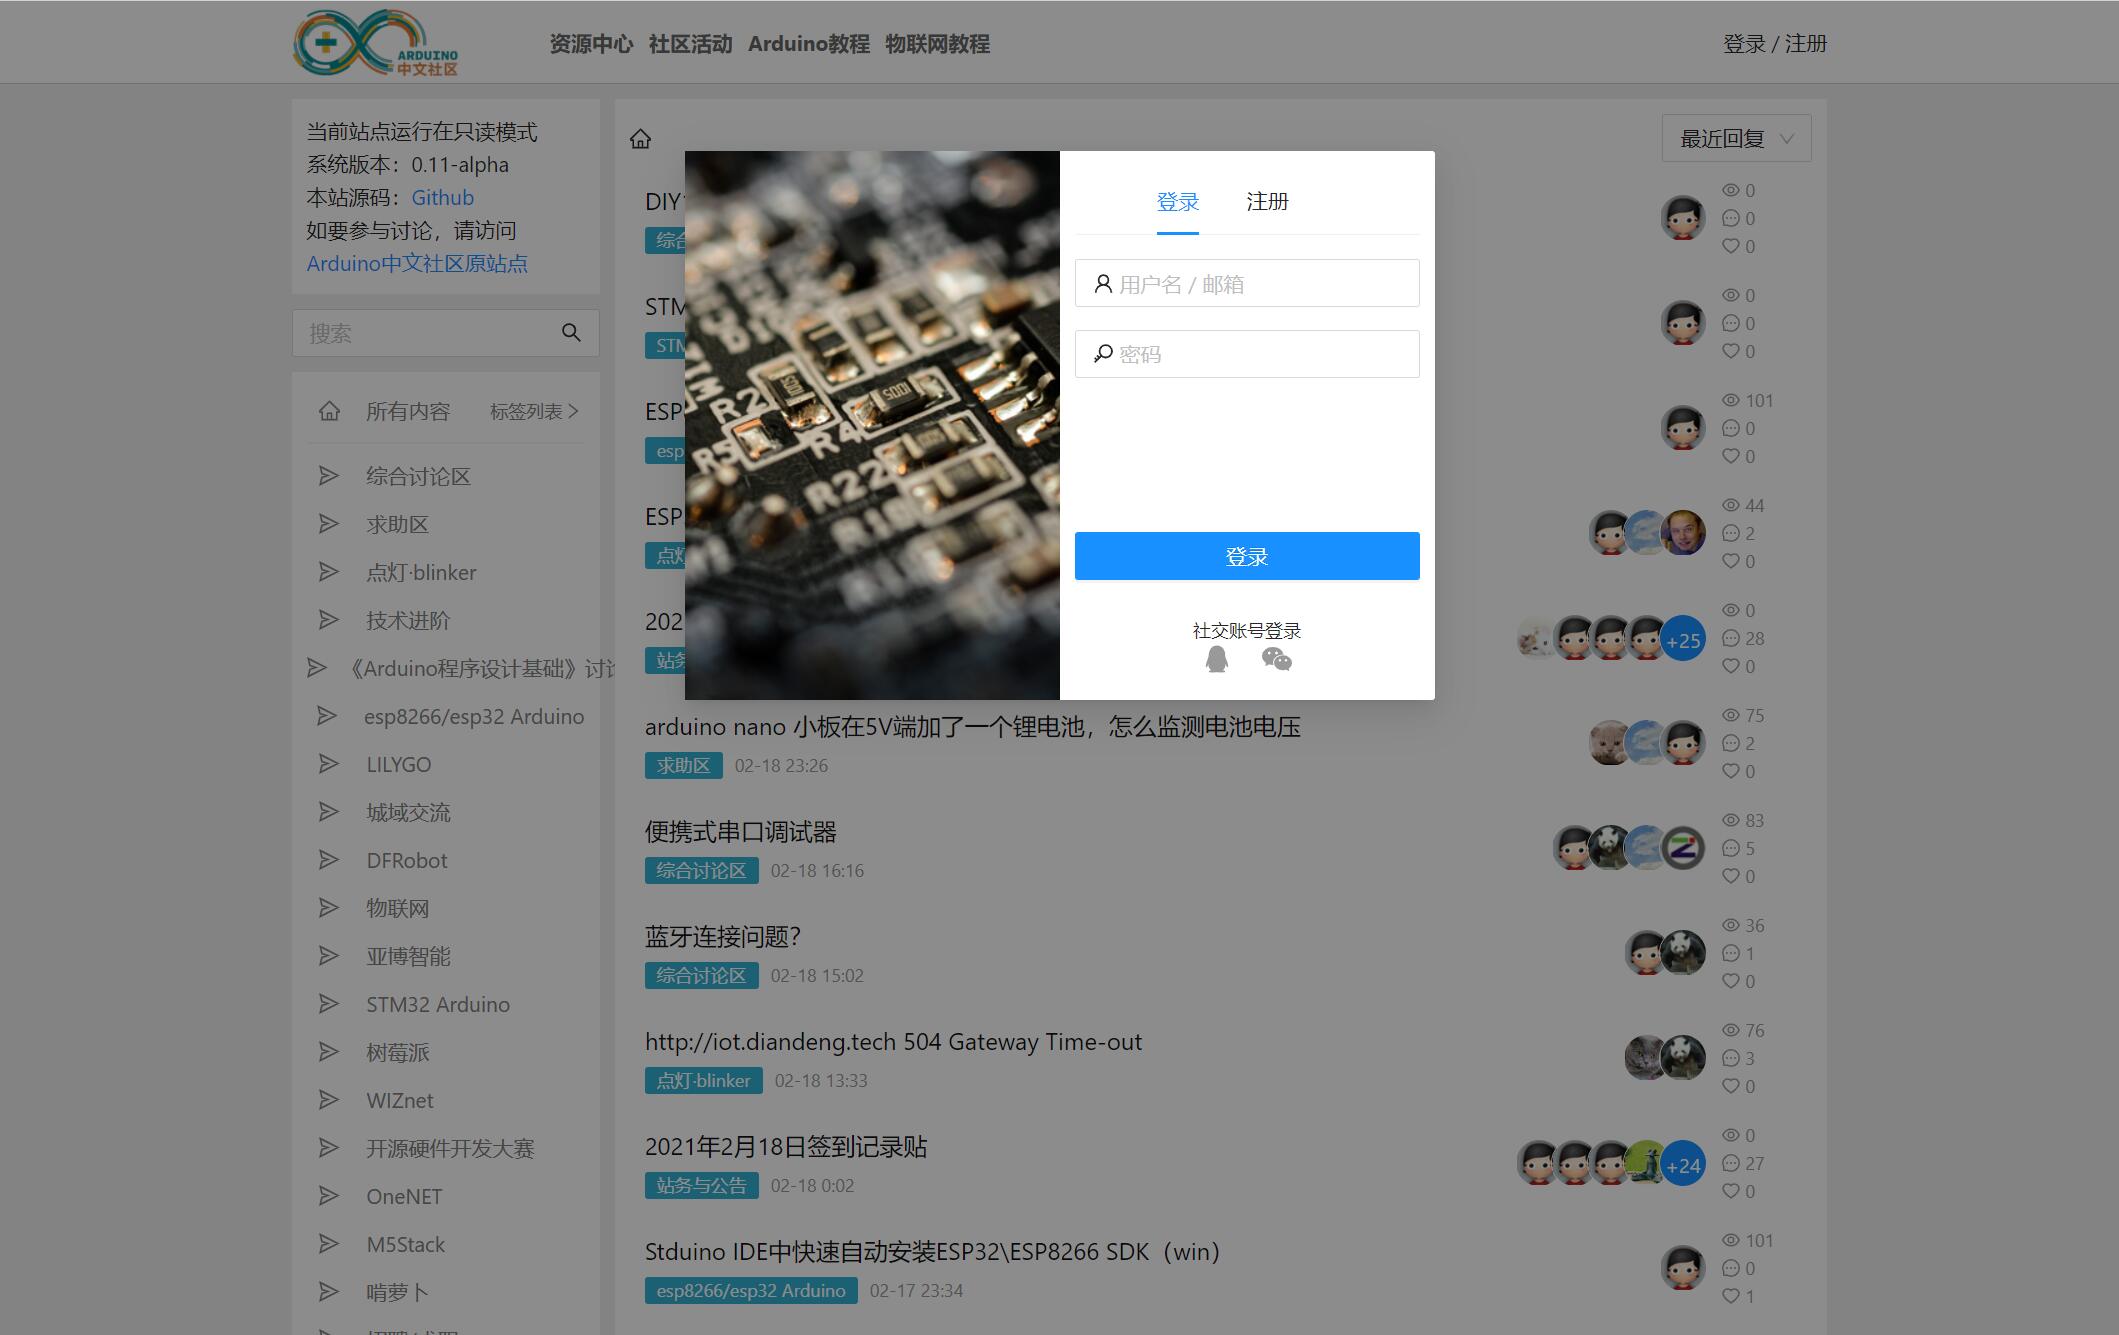 ARDUINO
中文社区
资源中心 社区活动 Arduino教程 物联网教程
登录 / 注册
当前站点运行在只读模式
系统版本：0.11-alpha
本站源码：Github
如要参与讨论，请访问
Arduino中文社区原站点
搜索
所有内容 标签列表
综合讨论区
求助区
点灯·blinker
技术进阶
《Arduino程序设计基础》讨论
esp8266/esp32 Arduino
LILYGO
城域交流
DFRobot
物联网
亚博智能
STM32 Arduino
树莓派
WIZnet
开源硬件开发大赛
OneNET
M5Stack
啃萝卜
最近回复
DIY
综合
0
0
0
STM
STM
0
0
0
ESP
esp
101
0
0
ESP
点灯
44
2
0
202
站务
+25
0
28
0
R2
R5
R4
1001
R22
登录 注册
用户名 / 邮箱
密码
登录
社交账号登录
arduino nano 小板在5V端加了一个锂电池，怎么监测电池电压
求助区 02-18 23:26
75
2
0
便携式串口调试器
综合讨论区 02-18 16:16
83
5
0
蓝牙连接问题？
综合讨论区 02-18 15:02
36
1
0
http://iot.diandeng.tech 504 Gateway Time-out
点灯·blinker 02-18 13:33
76
3
0
2021年2月18日签到记录贴
站务与公告 02-18 0:02
+24
0
27
0
Stduino IDE中快速自动安装ESP32\ESP8266 SDK（win）
esp8266/esp32 Arduino 02-17 23:34
101
0
1